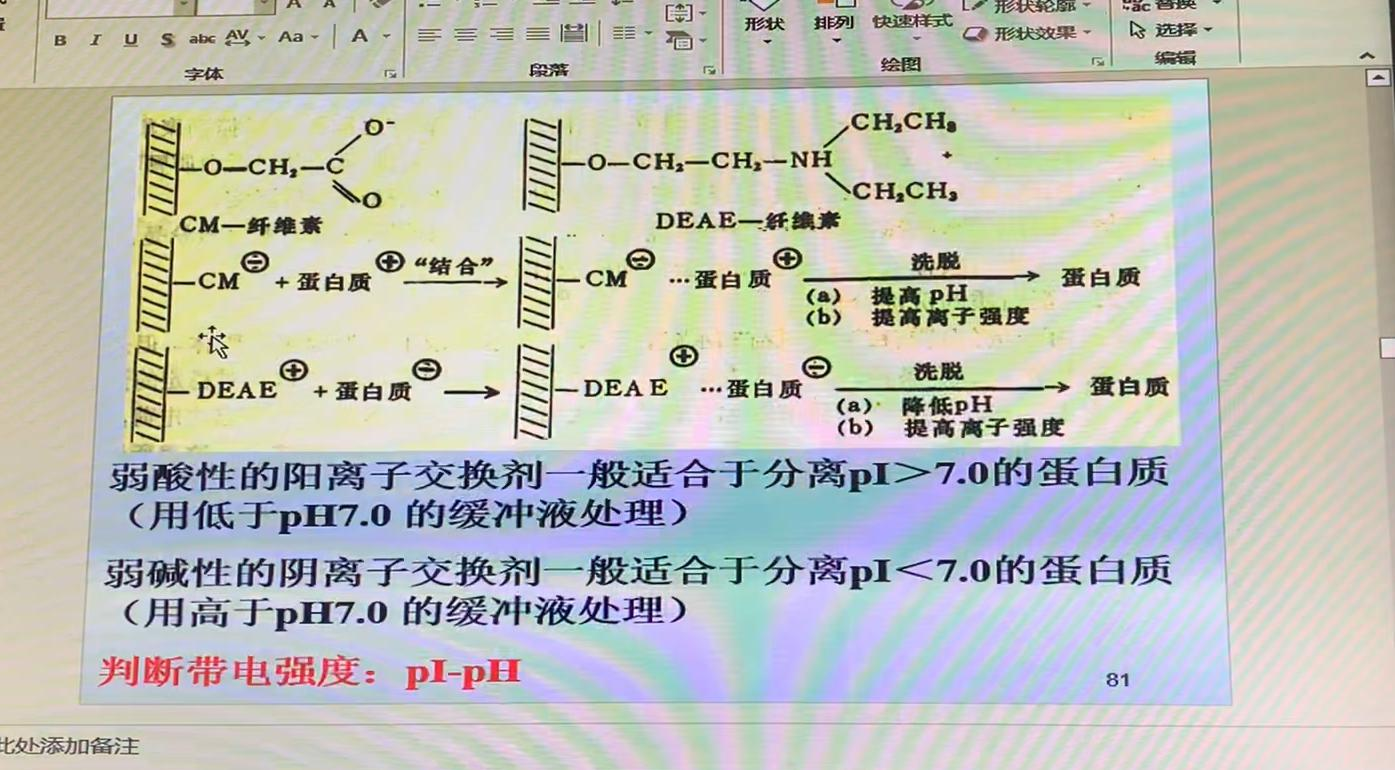 B I U S abc AV Aa A
字体
段落
形状
排列
快速样式
形状轮廓
形状效果
绘图
替换
选择
编辑
O⁻
—O—CH₂—C
O
CM—纤维素
CH₂CH₃
—O—CH₂—CH₂—NH
+
CH₂CH₃
DEAE—纤维素
—CM⊖ + 蛋白质⊕ “结合” —CM⊖ …蛋白质⊕ 洗脱 蛋白质
(a) 提高pH
(b) 提高离子强度
—DEAE⊕ + 蛋白质⊖ —DEAE⊕ …蛋白质⊖ 洗脱 蛋白质
(a) 降低pH
(b) 提高离子强度
弱酸性的阳离子交换剂一般适合于分离pI>7.0的蛋白质
（用低于pH7.0 的缓冲液处理）
弱碱性的阴离子交换剂一般适合于分离pI<7.0的蛋白质
（用高于pH7.0 的缓冲液处理）
判断带电强度：pI-pH
81
此处添加备注